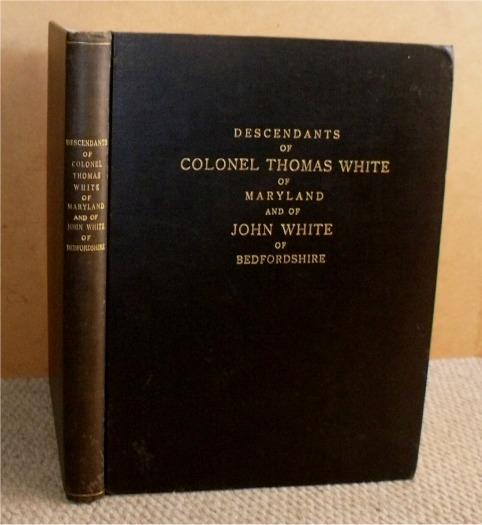 DESCENDANTS
OF
COLONEL
THOMAS
WHITE
OF
MARYLAND
AND OF
JOHN WHITE
OF
BEDFORDSHIRE
DESCENDANTS
OF
COLONEL THOMAS WHITE
OF
MARYLAND
AND OF
JOHN WHITE
OF
BEDFORDSHIRE